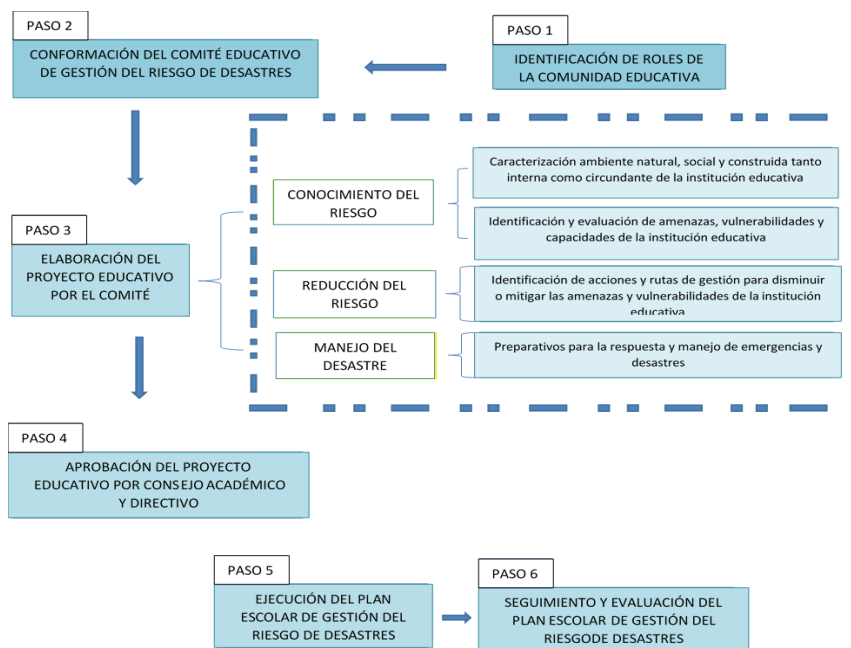 PASO 2
CONFORMACIÓN DEL COMITÉ EDUCATIVO
DE GESTIÓN DEL RIESGO DE DESASTRES
PASO 1
IDENTIFICACIÓN DE ROLES DE
LA COMUNIDAD EDUCATIVA
PASO 3
ELABORACIÓN DEL
PROYECTO EDUCATIVO
POR EL COMITÉ
CONOCIMIENTO DEL
RIESGO
Caracterización ambiente natural, social y construida tanto
interna como circundante de la institución educativa
Identificación y evaluación de amenazas, vulnerabilidades y
capacidades de la institución educativa
REDUCCIÓN DEL
RIESGO
Identificación de acciones y rutas de gestión para disminuir
o mitigar las amenazas y vulnerabilidades de la institución
educativa
MANEJO DEL
DESASTRE
Preparativos para la respuesta y manejo de emergencias y
desastres
PASO 4
APROBACIÓN DEL PROYECTO
EDUCATIVO POR CONSEJO ACADÉMICO
Y DIRECTIVO
PASO 5
EJECUCIÓN DEL PLAN
ESCOLAR DE GESTIÓN DEL
RIESGO DE DESASTRES
PASO 6
SEGUIMIENTO Y EVALUACIÓN DEL
PLAN ESCOLAR DE GESTIÓN DEL
RIESGODE DESASTRES